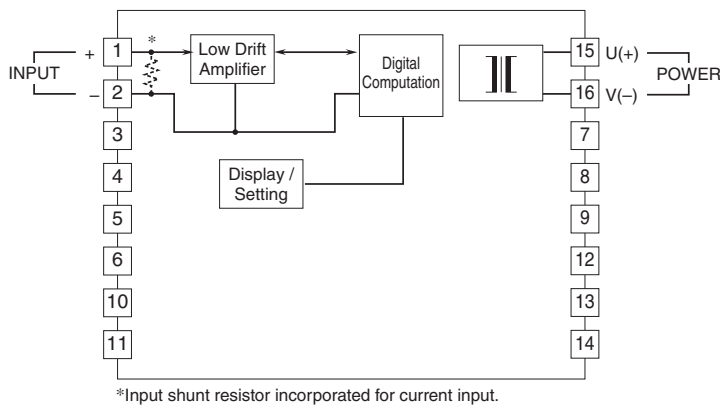 INPUT
+
–
1
2
3
4
5
6
10
11
*
Low Drift
Amplifier
Digital
Computation
Display /
Setting
15
16
7
8
9
12
13
14
U(+)
V(–)
POWER
*Input shunt resistor incorporated for current input.